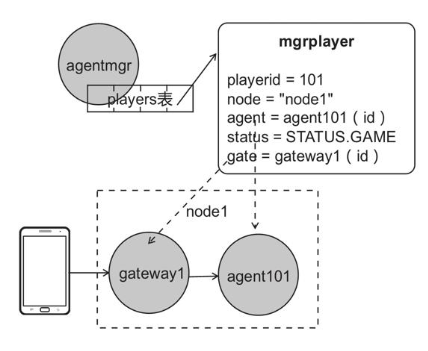 agentmgr
players表
mgrplayer
playerid = 101
node = "node1"
agent = agent101 ( id )
status = STATUS.GAME
gate = gateway1 ( id )
node1
gateway1
agent101